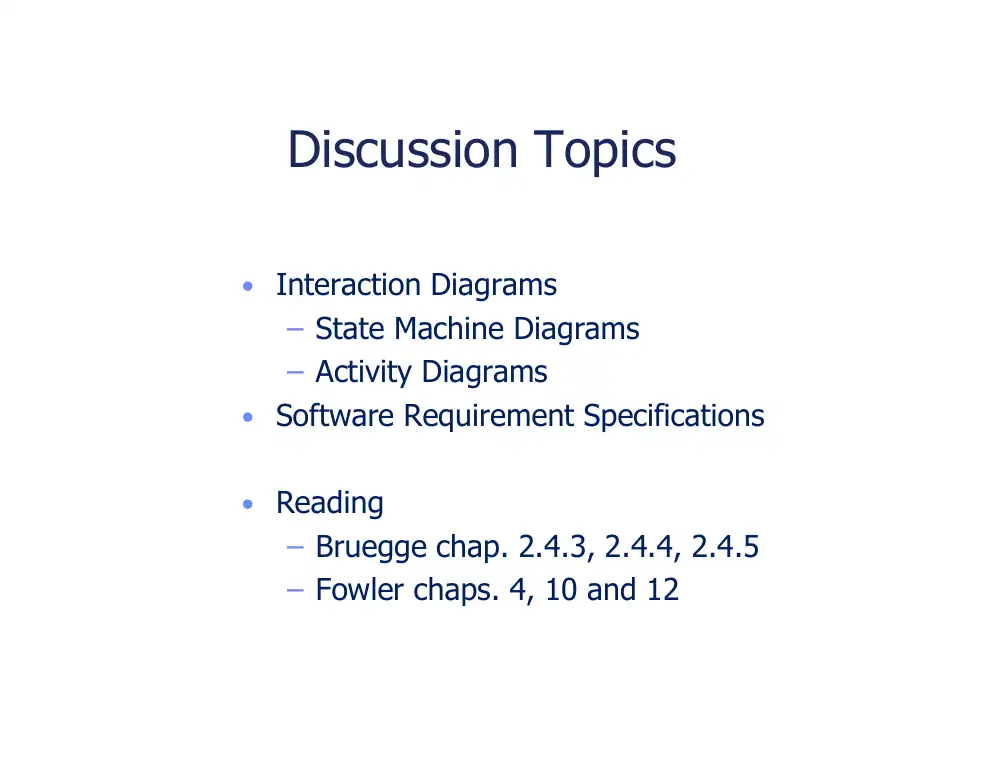 Discussion Topics
• Interaction Diagrams
– State Machine Diagrams
– Activity Diagrams
• Software Requirement Specifications
• Reading
– Bruegge chap. 2.4.3, 2.4.4, 2.4.5
– Fowler chaps. 4, 10 and 12